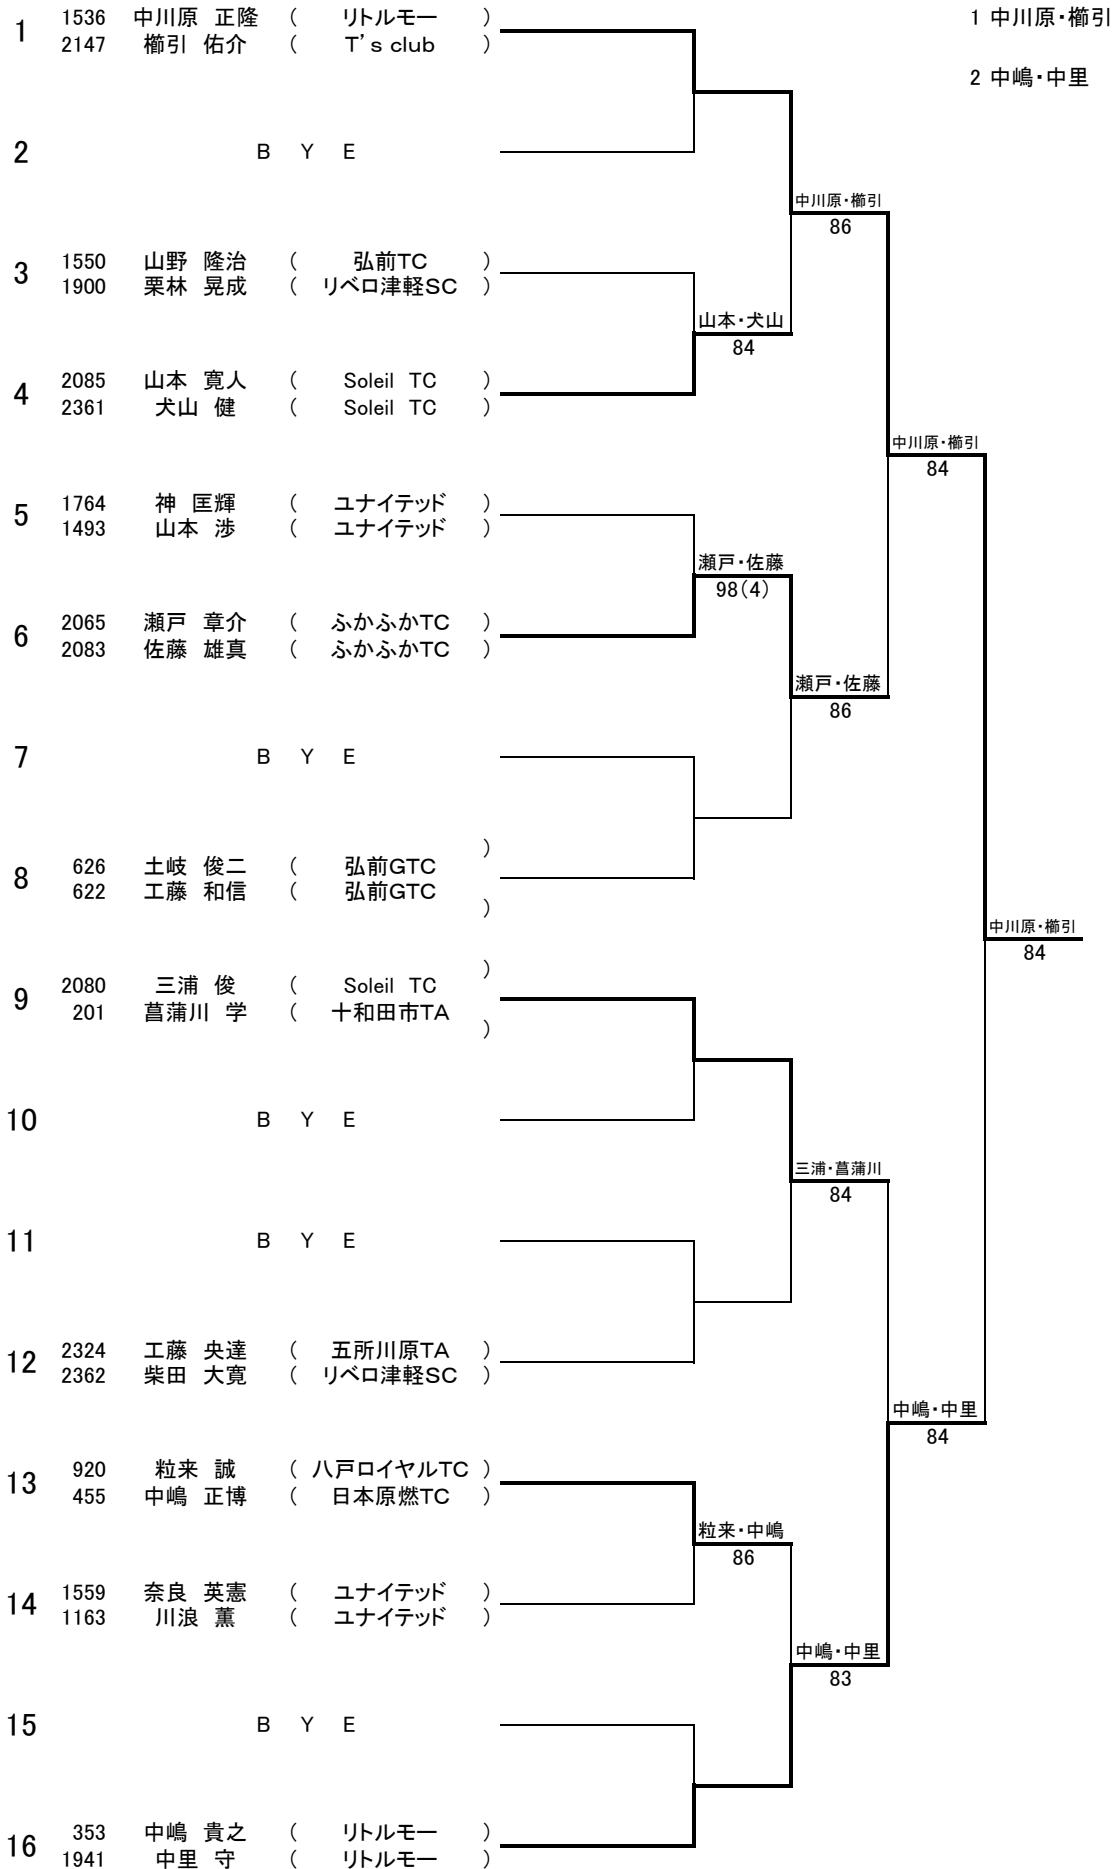 1 中川原・櫛引
2 中嶋・中里
1 1536 中川原 正隆 ( リトルモー )
2147 櫛引 佑介 ( T's club )
2 B Y E
中川原・櫛引
86
3 1550 山野 隆治 ( 弘前TC )
1900 栗林 晃成 ( リベロ津軽SC )
山本・犬山
84
4 2085 山本 寛人 ( Soleil TC )
2361 犬山 健 ( Soleil TC )
中川原・櫛引
84
5 1764 神 匡輝 ( ユナイテッド )
1493 山本 渉 ( ユナイテッド )
瀬戸・佐藤
98(4)
6 2065 瀬戸 章介 ( ふかふかTC )
2083 佐藤 雄真 ( ふかふかTC )
瀬戸・佐藤
86
7 B Y E
8 626 土岐 俊二 ( 弘前GTC )
622 工藤 和信 ( 弘前GTC )
中川原・櫛引
84
9 2080 三浦 俊 ( Soleil TC )
201 菖蒲川 学 ( 十和田市TA )
10 B Y E
三浦・菖蒲川
84
11 B Y E
12 2324 工藤 央達 ( 五所川原TA )
2362 柴田 大寛 ( リベロ津軽SC )
中嶋・中里
84
13 920 粒来 誠 ( 八戸ロイヤルTC )
455 中嶋 正博 ( 日本原燃TC )
粒来・中嶋
86
14 1559 奈良 英憲 ( ユナイテッド )
1163 川浪 薫 ( ユナイテッド )
中嶋・中里
83
15 B Y E
16 353 中嶋 貴之 ( リトルモー )
1941 中里 守 ( リトルモー )